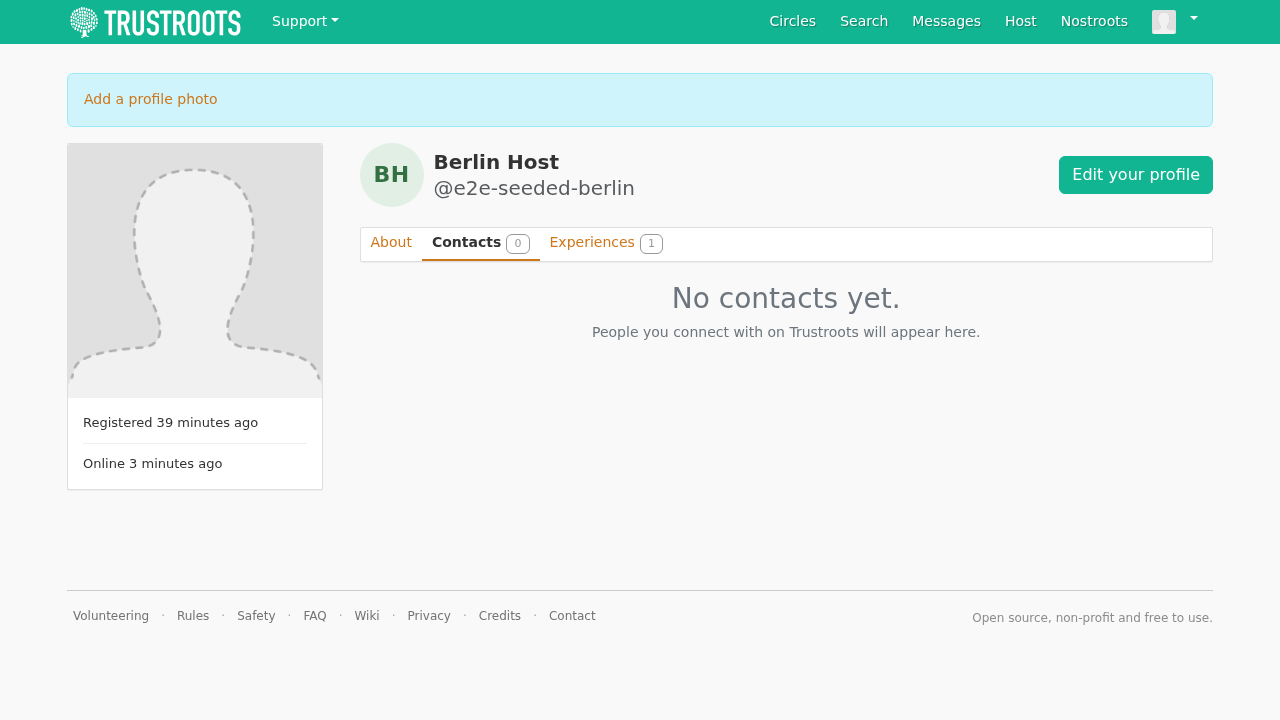 TRUSTROOTS Support Circles Search Messages Host Nostroots
Add a profile photo
BH
Berlin Host
@e2e-seeded-berlin
Edit your profile
About Contacts 0 Experiences 1
No contacts yet.
People you connect with on Trustroots will appear here.
Registered 39 minutes ago
Online 3 minutes ago
Volunteering · Rules · Safety · FAQ · Wiki · Privacy · Credits · Contact
Open source, non-profit and free to use.